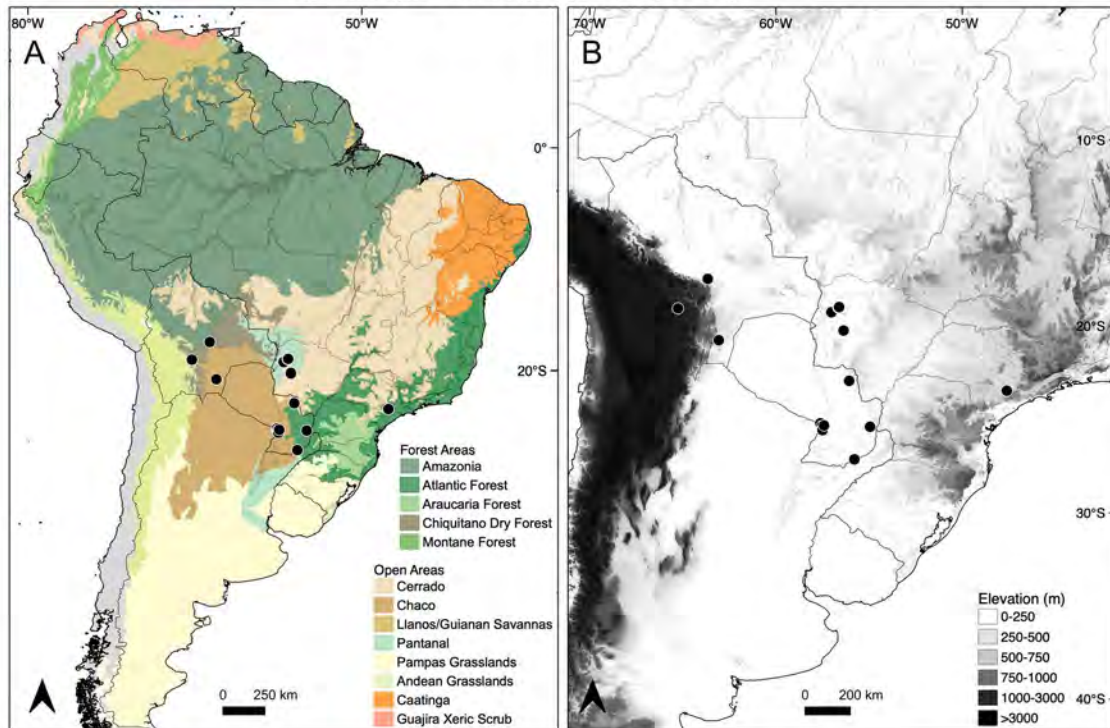 A
80°W
50°W
0°
20°S
Forest Areas
Amazonia
Atlantic Forest
Araucaria Forest
Chiquitano Dry Forest
Montane Forest
Open Areas
Cerrado
Chaco
Llanos/Guianan Savannas
Pantanal
Pampas Grasslands
Andean Grasslands
Caatinga
Guajira Xeric Scrub
0 250 km
B
70°W
60°W
50°W
10°S
20°S
30°S
40°S
Elevation (m)
0-250
250-500
500-750
750-1000
1000-3000
>3000
0 200 km